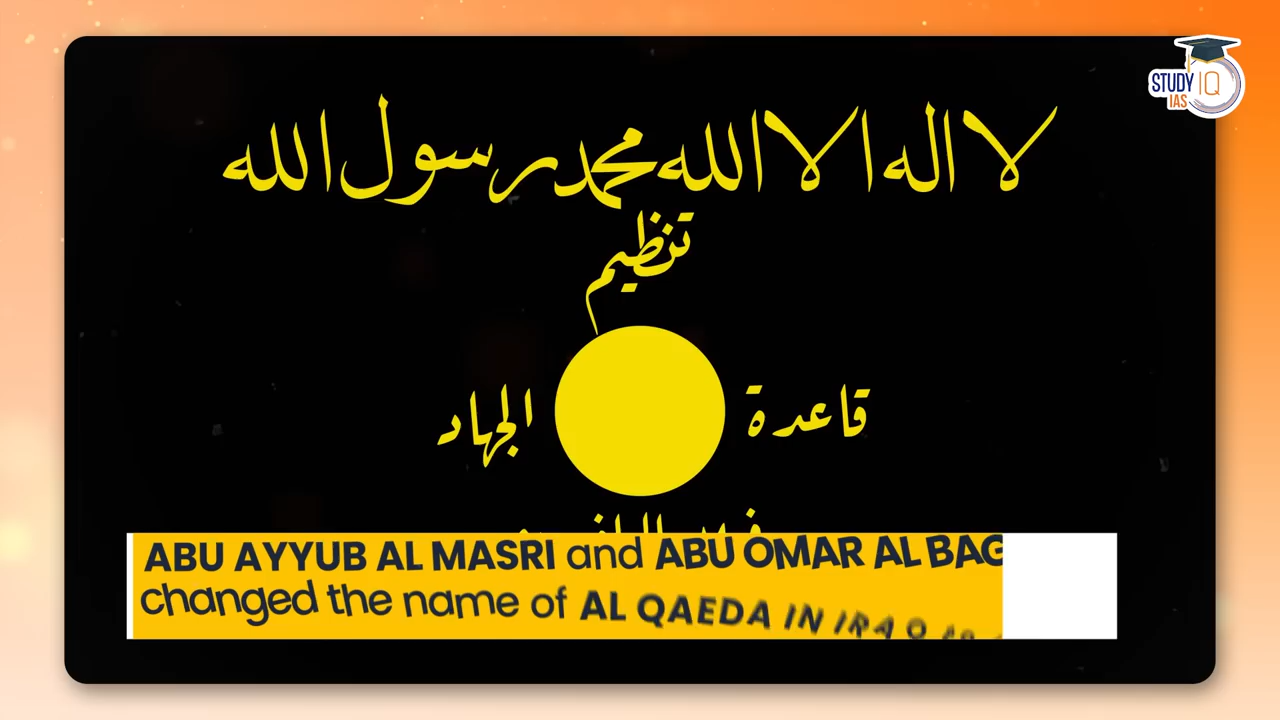 STUDY IQ
IAS
لا اله الا الله محمد رسول الله
تنظيم
قاعدة الجهاد
ABU AYYUB AL MASRI and ABU OMAR AL BAG
changed the name of AL QAEDA IN IRAQ